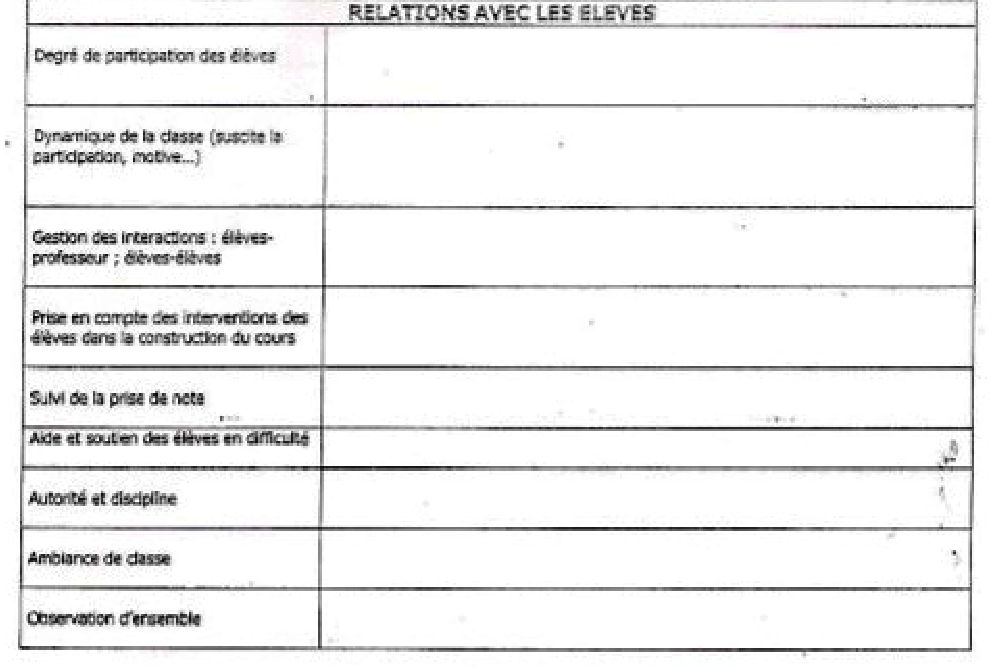 RELATIONS AVEC LES ELEVES
Degré de participation des élèves
Dynamique de la classe (suscite la
participation, motive...)
Gestion des interactions : élèves-
professeur ; élèves-élèves
Prise en compte des interventions des
élèves dans la construction du cours
Suivi de la prise de note
Aide et soutien des élèves en difficulté
Autorité et discipline
Ambiance de classe
Observation d'ensemble